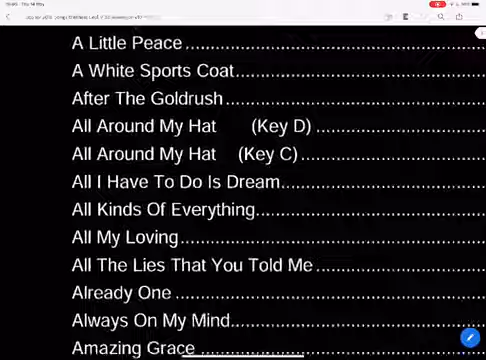 A Little Peace........................................................
A White Sports Coat..............................................
After The Goldrush................................................
All Around My Hat (Key D) ................................
All Around My Hat (Key C)..................................
All I Have To Do Is Dream......................................
All Kinds Of Everything...........................................
All My Loving.........................................................
All The Lies That You Told Me ...............................
Already One ..........................................................
Always On My Mind...............................................
Amazing Grace ......................................................